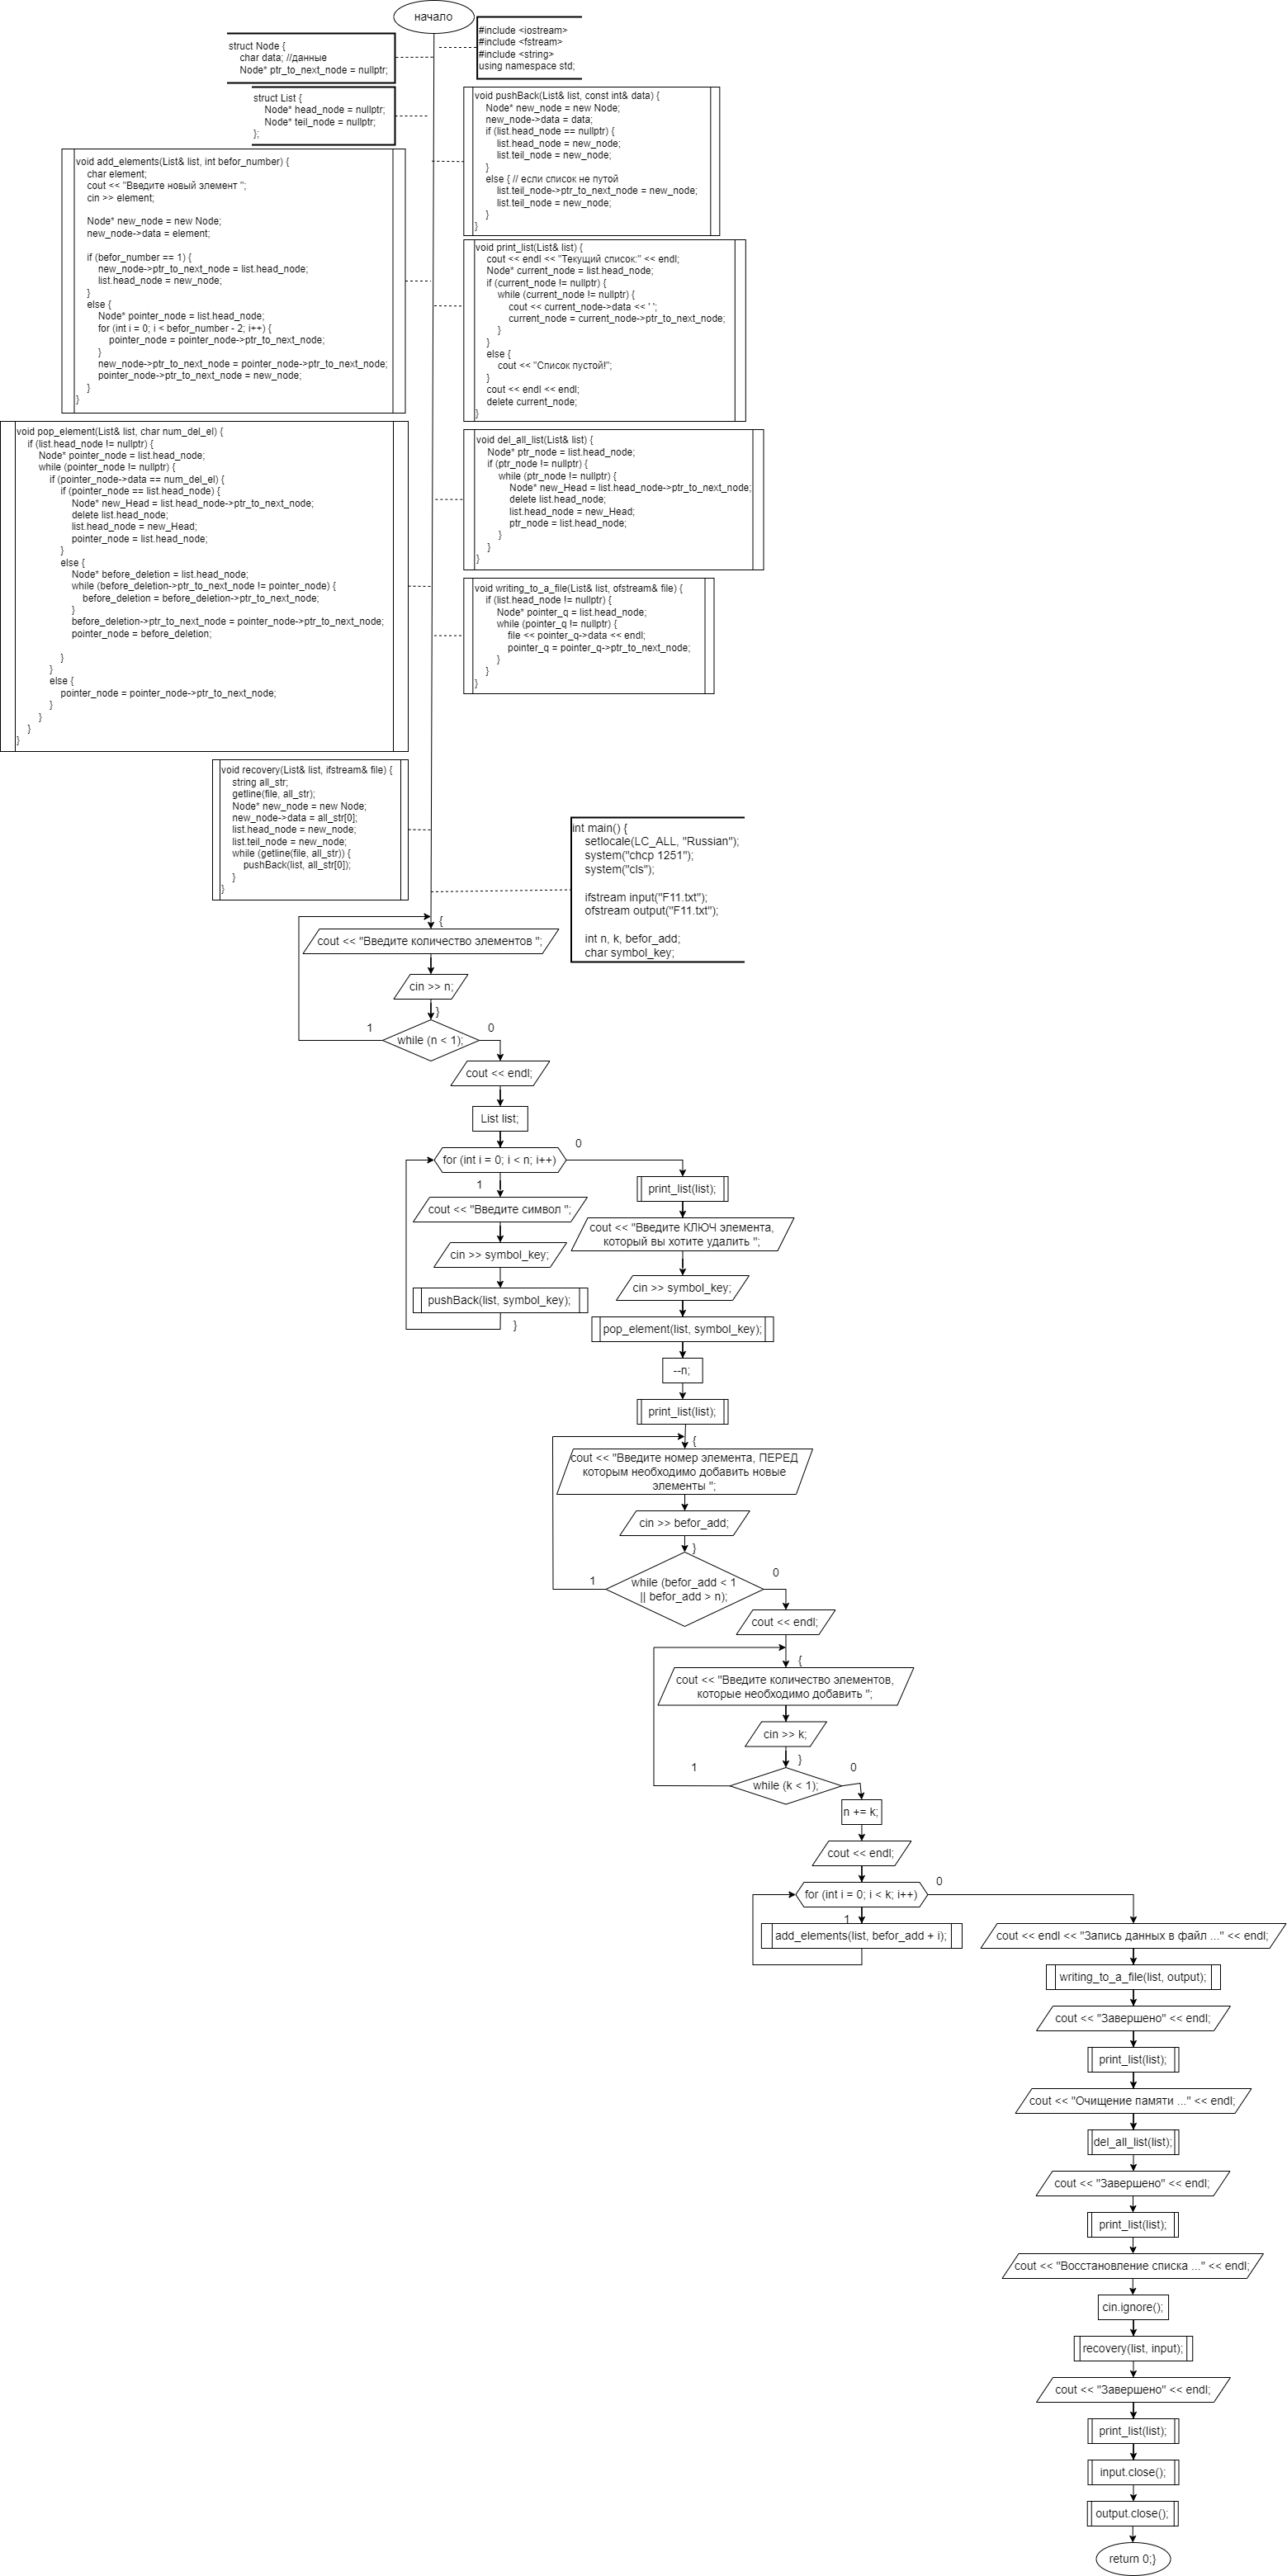 начало
#include <iostream>
#include <fstream>
#include <string>
using namespace std;
struct Node {
char data; //данные
Node* ptr_to_next_node = nullptr;
struct List {
Node* head_node = nullptr;
Node* teil_node = nullptr;
};
void pushBack(List& list, const int& data) {
Node* new_node = new Node;
new_node->data = data;
if (list.head_node == nullptr) {
list.head_node = new_node;
list.teil_node = new_node;
}
else { // если список не путой
list.teil_node->ptr_to_next_node = new_node;
list.teil_node = new_node;
}
}
void add_elements(List& list, int befor_number) {
char element;
cout << "Введите новый элемент ";
cin >> element;
Node* new_node = new Node;
new_node->data = element;
if (befor_number == 1) {
new_node->ptr_to_next_node = list.head_node;
list.head_node = new_node;
}
else {
Node* pointer_node = list.head_node;
for (int i = 0; i < befor_number - 2; i++) {
pointer_node = pointer_node->ptr_to_next_node;
}
new_node->ptr_to_next_node = pointer_node->ptr_to_next_node;
pointer_node->ptr_to_next_node = new_node;
}
}
void print_list(List& list) {
cout << endl << "Текущий список:" << endl;
Node* current_node = list.head_node;
if (current_node != nullptr) {
while (current_node != nullptr) {
cout << current_node->data << ' ';
current_node = current_node->ptr_to_next_node;
}
}
else {
cout << "Список пустой!";
}
cout << endl << endl;
delete current_node;
}
void pop_element(List& list, char num_del_el) {
if (list.head_node != nullptr) {
Node* pointer_node = list.head_node;
while (pointer_node != nullptr) {
if (pointer_node->data == num_del_el) {
if (pointer_node == list.head_node) {
Node* new_Head = list.head_node->ptr_to_next_node;
delete list.head_node;
list.head_node = new_Head;
pointer_node = list.head_node;
}
else {
Node* before_deletion = list.head_node;
while (before_deletion->ptr_to_next_node != pointer_node) {
before_deletion = before_deletion->ptr_to_next_node;
}
before_deletion->ptr_to_next_node = pointer_node->ptr_to_next_node;
pointer_node = before_deletion;
}
}
else {
pointer_node = pointer_node->ptr_to_next_node;
}
}
}
}
void del_all_list(List& list) {
Node* ptr_node = list.head_node;
if (ptr_node != nullptr) {
while (ptr_node != nullptr) {
Node* new_Head = list.head_node->ptr_to_next_node;
delete list.head_node;
list.head_node = new_Head;
ptr_node = list.head_node;
}
}
}
void writing_to_a_file(List& list, ofstream& file) {
if (list.head_node != nullptr) {
Node* pointer_q = list.head_node;
while (pointer_q != nullptr) {
file << pointer_q->data << endl;
pointer_q = pointer_q->ptr_to_next_node;
}
}
}
void recovery(List& list, ifstream& file) {
string all_str;
getline(file, all_str);
Node* new_node = new Node;
new_node->data = all_str[0];
list.head_node = new_node;
list.teil_node = new_node;
while (getline(file, all_str)) {
pushBack(list, all_str[0]);
}
}
int main() {
setlocale(LC_ALL, "Russian");
system("chcp 1251");
system("cls");
ifstream input("F11.txt");
ofstream output("F11.txt");
int n, k, befor_add;
char symbol_key;
{
cout << "Введите количество элементов ";
cin >> n;
}
1
0
while (n < 1);
cout << endl;
List list;
0
for (int i = 0; i < n; i++)
1
cout << "Введите символ ";
cin >> symbol_key;
pushBack(list, symbol_key);
}
print_list(list);
cout << "Введите КЛЮЧ элемента,
который вы хотите удалить ";
cin >> symbol_key;
pop_element(list, symbol_key);
--n;
print_list(list);
{
cout << "Введите номер элемента, ПЕРЕД
которым необходимо добавить новые
элементы ";
cin >> befor_add;
}
1
0
while (befor_add < 1
|| befor_add > n);
cout << endl;
{
cout << "Введите количество элементов,
которые необходимо добавить ";
cin >> k;
}
1
0
while (k < 1);
n += k;
cout << endl;
0
for (int i = 0; i < k; i++)
1
add_elements(list, befor_add + i);
cout << endl << "Запись данных в файл ..." << endl;
writing_to_a_file(list, output);
cout << "Завершено" << endl;
print_list(list);
cout << "Очищение памяти ..." << endl;
del_all_list(list);
cout << "Завершено" << endl;
print_list(list);
cout << "Восстановление списка ..." << endl;
cin.ignore();
recovery(list, input);
cout << "Завершено" << endl;
print_list(list);
input.close();
output.close();
return 0;}